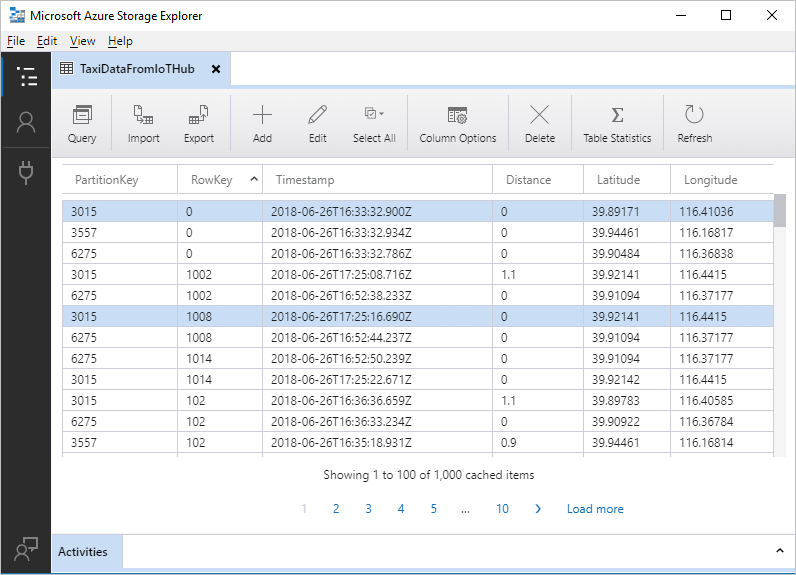 Microsoft Azure Storage Explorer
File Edit View Help
TaxiDataFromIoTHub
Query Import Export Add Edit Select All Column Options Delete Table Statistics Refresh
PartitionKey RowKey Timestamp Distance Latitude Longitude
3015 0 2018-06-26T16:33:32.900Z 0 39.89171 116.41036
3557 0 2018-06-26T16:33:32.934Z 0 39.94461 116.16817
6275 0 2018-06-26T16:33:32.786Z 0 39.90484 116.36838
3015 1002 2018-06-26T17:25:08.716Z 1.1 39.92141 116.4415
6275 1002 2018-06-26T16:52:38.233Z 0 39.91094 116.37177
3015 1008 2018-06-26T17:25:16.690Z 0 39.92141 116.4415
6275 1008 2018-06-26T16:52:44.237Z 0 39.91094 116.37177
6275 1014 2018-06-26T16:52:50.239Z 0 39.91094 116.37177
3015 1014 2018-06-26T17:25:22.671Z 0 39.92142 116.4415
3015 102 2018-06-26T16:36:36.659Z 1.1 39.89783 116.40585
6275 102 2018-06-26T16:36:33.234Z 0 39.90922 116.36784
3557 102 2018-06-26T16:35:18.931Z 0.9 39.94461 116.16814
Showing 1 to 100 of 1,000 cached items
1 2 3 4 5 ... 10 Load more
Activities